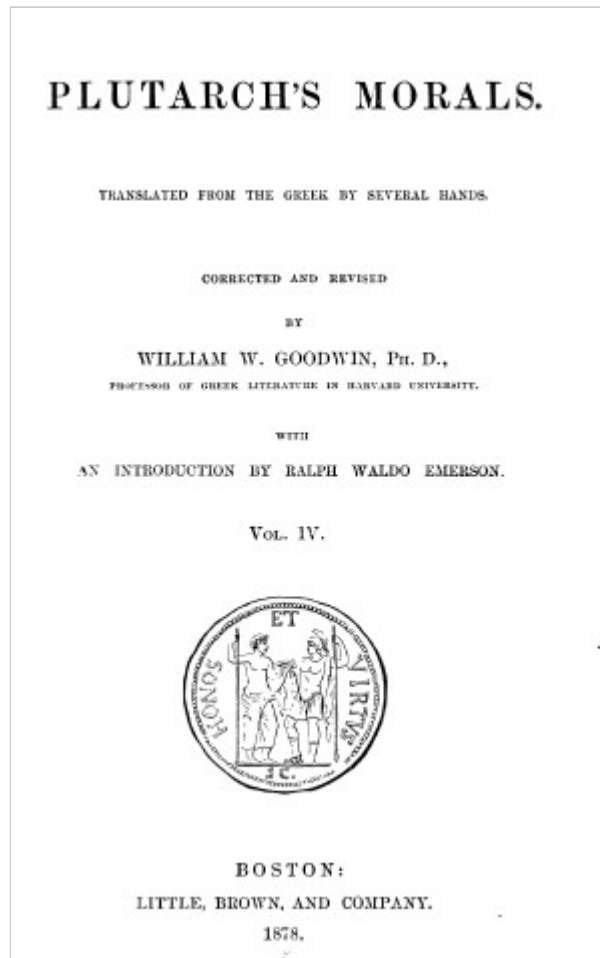 PLUTARCH'S MORALS.
TRANSLATED FROM THE GREEK BY SEVERAL HANDS.
CORRECTED AND REVISED
BY
WILLIAM W. GOODWIN, PH. D.,
PROFESSOR OF GREEK LITERATURE IN HARVARD UNIVERSITY.
WITH
AN INTRODUCTION BY RALPH WALDO EMERSON.
VOL. IV.
HONOS ET VIRTVS
S C.
BOSTON:
LITTLE, BROWN, AND COMPANY.
1878.